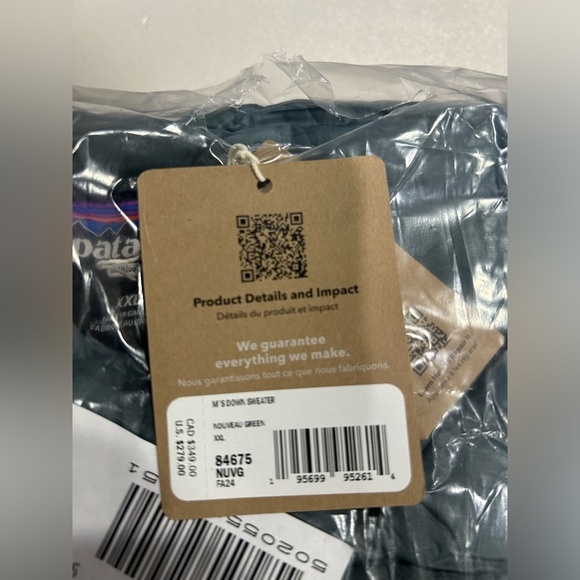 Product Details and Impact
Détails du produit et impact
We guarantee
everything we make.
Nous garantissons tout ce que nous fabriquons.
M'S DOWN SWEATER
NOUVEAU GREEN
XXL
84675
NUVG
FA24
CAD $349.00
U.S. $279.00
1 95699 95261 4
pata
XXL